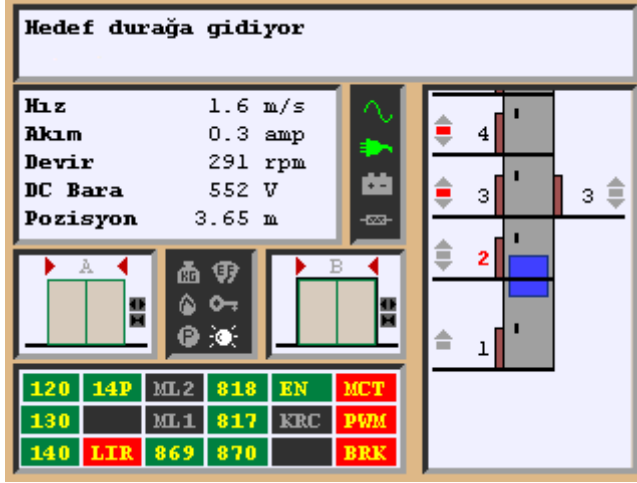 Hedef durağa gidiyor
Hız 1.6 m/s
Akım 0.3 amp
Devir 291 rpm
DC Bara 552 V
Pozisyon 3.65 m
4
3 3
2
1
A B
KG
P
120 14P ML2 818 EN MCT
130 ML1 817 KRC PWM
140 LIR 869 870 BRK